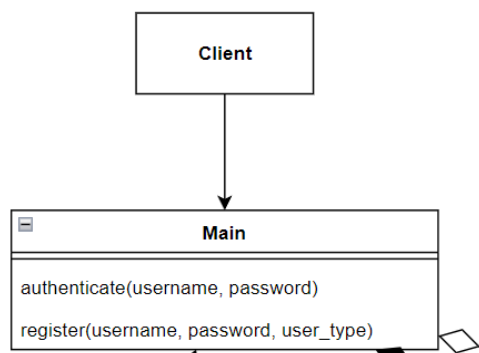 Client
Main
authenticate(username, password)
register(username, password, user_type)